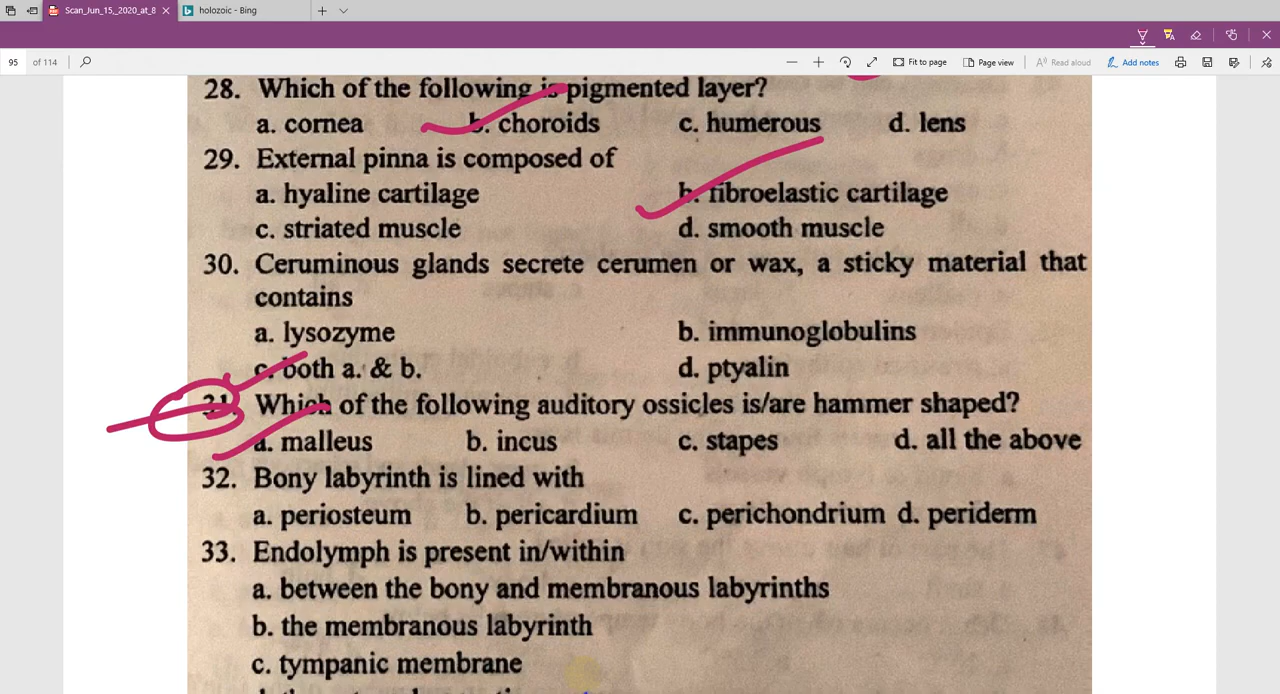 Scan_Jun_15,_2020_at_8
holozoic - Bing
95 of 114
Fit to page
Page view
Read aloud
Add notes
28. Which of the following is pigmented layer?
a. cornea b. choroids c. humerous d. lens
29. External pinna is composed of
a. hyaline cartilage b. fibroelastic cartilage
c. striated muscle d. smooth muscle
30. Ceruminous glands secrete cerumen or wax, a sticky material that
contains
a. lysozyme b. immunoglobulins
c. both a. & b. d. ptyalin
31. Which of the following auditory ossicles is/are hammer shaped?
a. malleus b. incus c. stapes d. all the above
32. Bony labyrinth is lined with
a. periosteum b. pericardium c. perichondrium d. periderm
33. Endolymph is present in/within
a. between the bony and membranous labyrinths
b. the membranous labyrinth
c. tympanic membrane